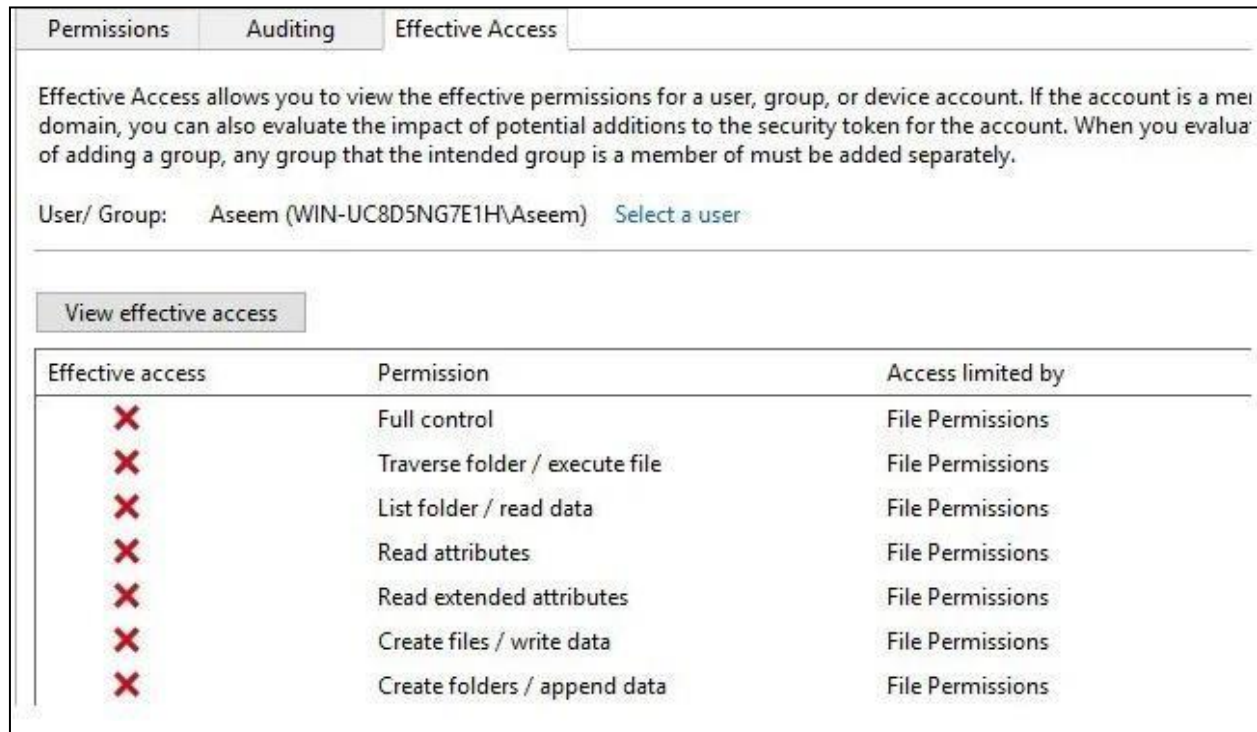 Permissions Auditing Effective Access
Effective Access allows you to view the effective permissions for a user, group, or device account. If the account is a
domain, you can also evaluate the impact of potential additions to the security token for the account. When you
of adding a group, any group that the intended group is a member of must be added separately.
User/ Group: Aseem (WIN-UC8D5NG7E1H\Aseem) Select a user
View effective access
Effective access Permission Access limited by
Full control File Permissions
Traverse folder / execute file File Permissions
List folder / read data File Permissions
Read attributes File Permissions
Read extended attributes File Permissions
Create files / write data File Permissions
Create folders / append data File Permissions